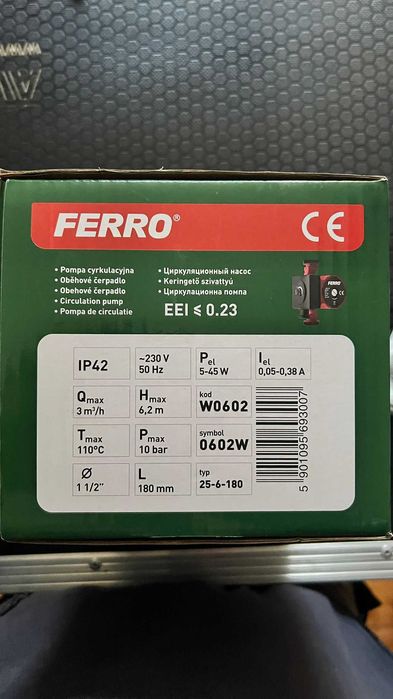 FERRO®
CE
• Pompa cyrkulacyjna
• Oběhové čerpadlo
• Obehové čerpadlo
• Circulation pump
• Pompa de circulatie
• Циркуляционный насос
• Keringető szivattyú
• Циркулационна помпа
EEI ≤ 0.23
FERRO
IP42
~230 V
50 Hz
Pel
5-45 W
Iel
0,05-0,38 A
Qmax
3 m³/h
Hmax
6,2 m
kod
W0602
Tmax
110°C
Pmax
10 bar
symbol
0602W
Ø
1 1/2"
L
180 mm
typ
25-6-180
5 901095 693007